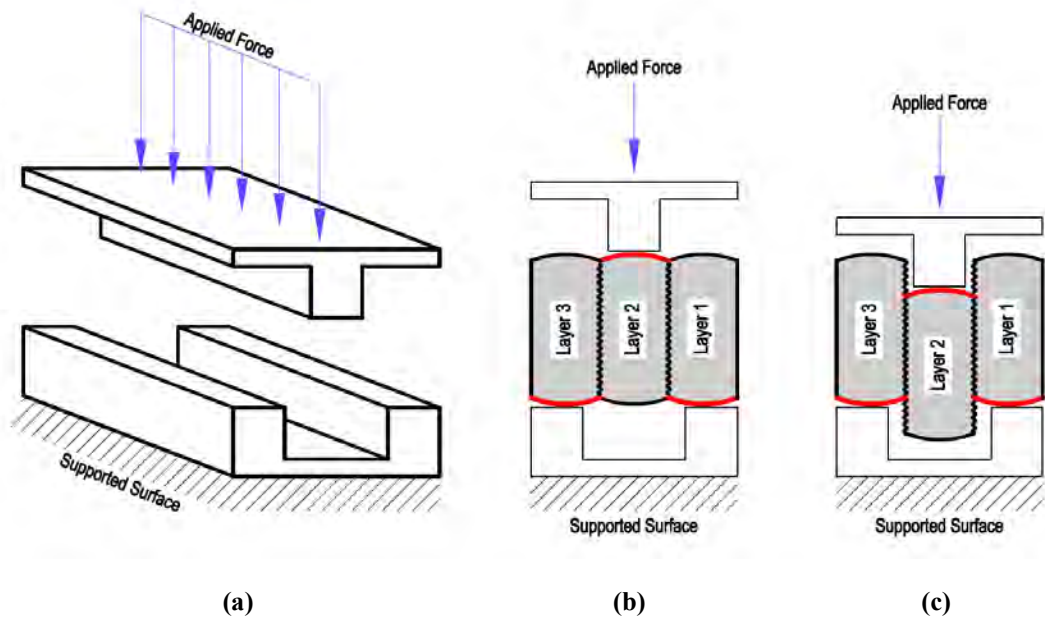 Applied Force
Supported Surface
(a)
Applied Force
Layer 3
Layer 2
Layer 1
Supported Surface
(b)
Applied Force
Layer 3
Layer 2
Layer 1
Supported Surface
(c)